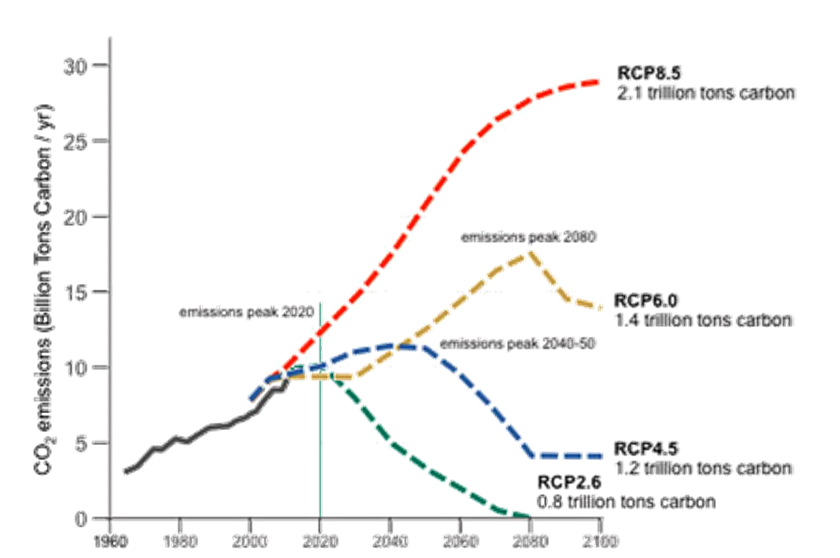 CO2 emissions (Billion Tons Carbon / yr)
30
25
20
15
10
5
0
1960 1980 2000 2020 2040 2060 2080 2100
RCP8.5
2.1 trillion tons carbon
emissions peak 2080
RCP6.0
1.4 trillion tons carbon
emissions peak 2020
emissions peak 2040-50
RCP4.5
1.2 trillion tons carbon
RCP2.6
0.8 trillion tons carbon